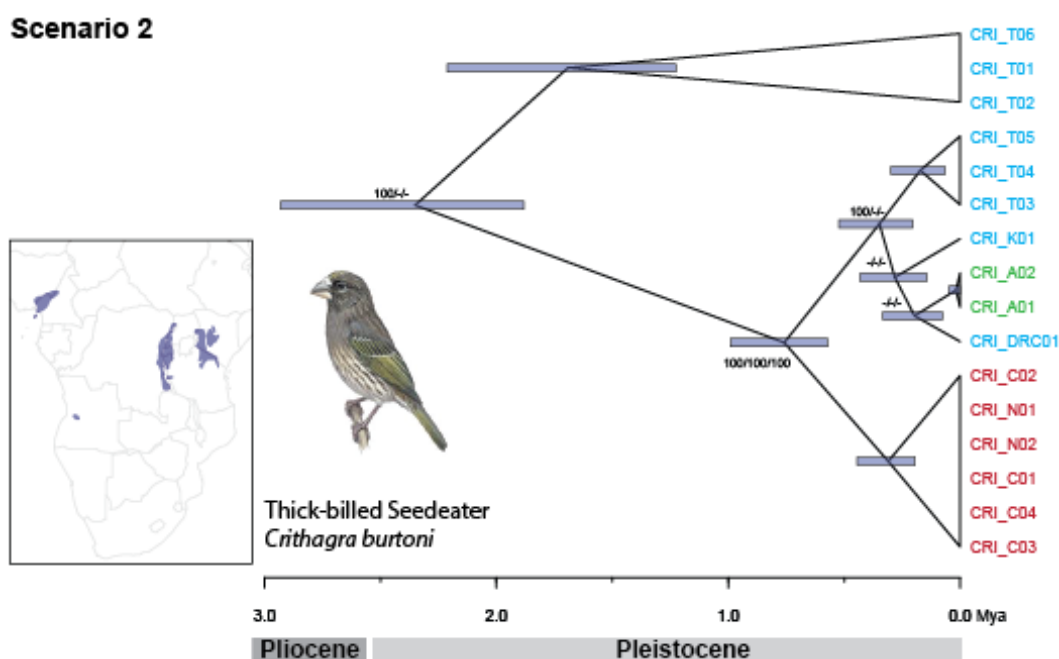 Scenario 2
CRI_T06
CRI_T01
CRI_T02
CRI_T05
CRI_T04
CRI_T03
CRI_K01
CRI_A02
CRI_A01
CRI_DRC01
CRI_C02
CRI_N01
CRI_N02
CRI_C01
CRI_C04
CRI_C03
100/-/-
100/-/-
-/-/-
-/-/-
100/100/100
Thick-billed Seedeater
Crithagra burtoni
3.0 2.0 1.0 0.0 Mya
Pliocene Pleistocene